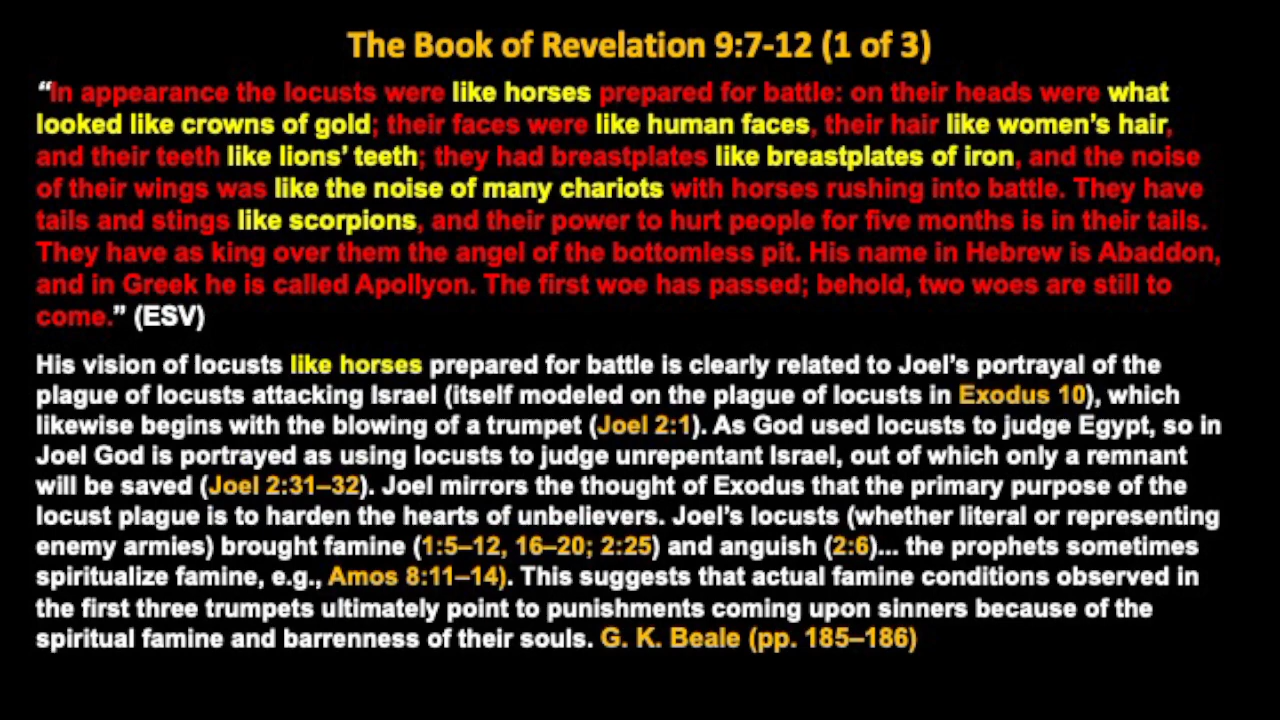 The Book of Revelation 9:7-12 (1 of 3)
“In appearance the locusts were like horses prepared for battle: on their heads were what
looked like crowns of gold; their faces were like human faces, their hair like women’s hair,
and their teeth like lions’ teeth; they had breastplates like breastplates of iron, and the noise
of their wings was like the noise of many chariots with horses rushing into battle. They have
tails and stings like scorpions, and their power to hurt people for five months is in their tails.
They have as king over them the angel of the bottomless pit. His name in Hebrew is Abaddon,
and in Greek he is called Apollyon. The first woe has passed; behold, two woes are still to
come.” (ESV)
His vision of locusts like horses prepared for battle is clearly related to Joel’s portrayal of the
plague of locusts attacking Israel (itself modeled on the plague of locusts in Exodus 10), which
likewise begins with the blowing of a trumpet (Joel 2:1). As God used locusts to judge Egypt, so in
Joel God is portrayed as using locusts to judge unrepentant Israel, out of which only a remnant
will be saved (Joel 2:31–32). Joel mirrors the thought of Exodus that the primary purpose of the
locust plague is to harden the hearts of unbelievers. Joel’s locusts (whether literal or representing
enemy armies) brought famine (1:5–12, 16–20; 2:25) and anguish (2:6)... the prophets sometimes
spiritualize famine, e.g., Amos 8:11–14). This suggests that actual famine conditions observed in
the first three trumpets ultimately point to punishments coming upon sinners because of the
spiritual famine and barrenness of their souls. G. K. Beale (pp. 185–186)